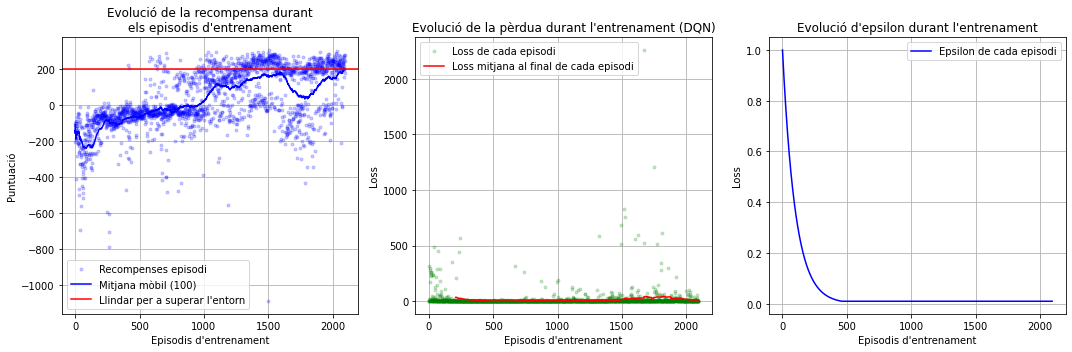 Evolució de la recompensa durant
els episodis d'entrenament
Puntuació
200
0
−200
−400
−600
−800
−1000
Recompenses episodi
Mitjana mòbil (100)
Llindar per a superar l'entorn
0
500
1000
1500
2000
Episodis d'entrenament
Evolució de la pèrdua durant l'entrenament (DQN)
Loss
2000
1500
1000
500
0
Loss de cada episodi
Loss mitjana al final de cada episodi
0
500
1000
1500
2000
Episodis d'entrenament
Evolució d'epsilon durant l'entrenament
Loss
1.0
0.8
0.6
0.4
0.2
0.0
Epsilon de cada episodi
0
500
1000
1500
2000
Episodis d'entrenament